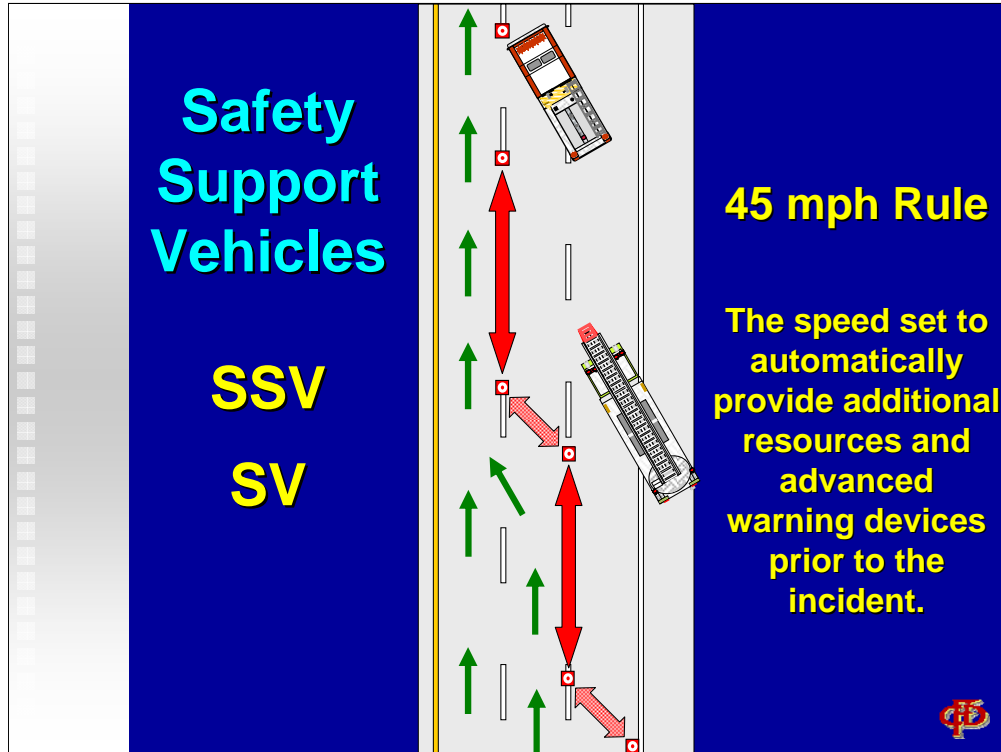 Safety
Support
Vehicles
SSV
SV
45 mph Rule
The speed set to
automatically
provide additional
resources and
advanced
warning devices
prior to the
incident.